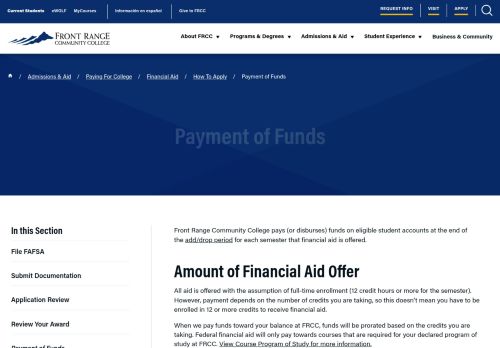 Current Students eWOLF MyCourses Información en español Give to FRCC REQUEST INFO VISIT APPLY
FRONT RANGE
COMMUNITY COLLEGE
About FRCC Programs & Degrees Admissions & Aid Student Experience Business & Community
/ Admissions & Aid / Paying For College / Financial Aid / How To Apply / Payment of Funds
Payment of Funds
In this Section
File FAFSA
Submit Documentation
Application Review
Review Your Award
Payment of Funds
Front Range Community College pays (or disburses) funds on eligible student accounts at the end of
the add/drop period for each semester that financial aid is offered.
Amount of Financial Aid Offer
All aid is offered with the assumption of full-time enrollment (12 credit hours or more for the semester).
However, payment depends on the number of credits you are taking, so this doesn't mean you have to be
enrolled in 12 or more credits to receive financial aid.
When we pay funds toward your balance at FRCC, funds will be prorated based on the credits you are
taking. Federal financial aid will only pay towards courses that are required for your declared program of
study at FRCC. View Course Program of Study for more information.